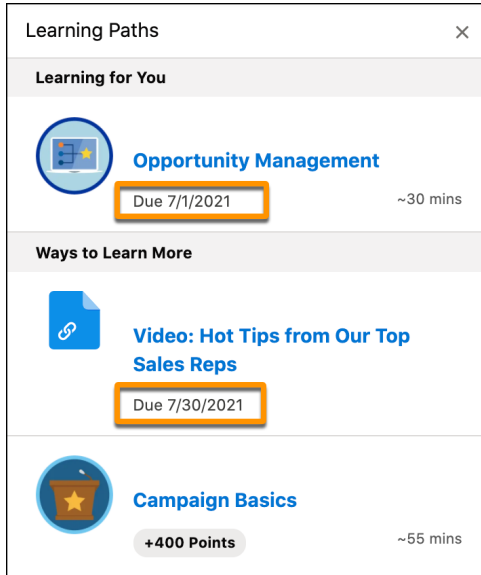 Learning Paths
Learning for You
Opportunity Management
Due 7/1/2021
~30 mins
Ways to Learn More
Video: Hot Tips from Our Top
Sales Reps
Due 7/30/2021
Campaign Basics
+400 Points
~55 mins